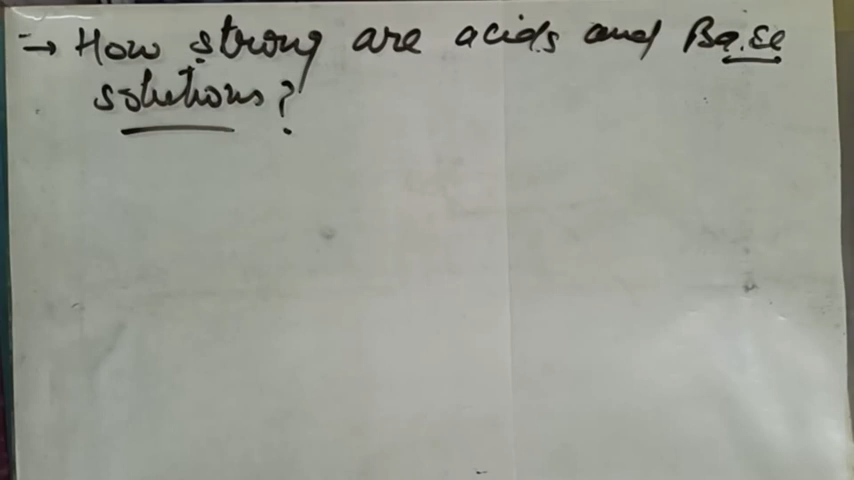 → How strong are acids and Base
solutions?